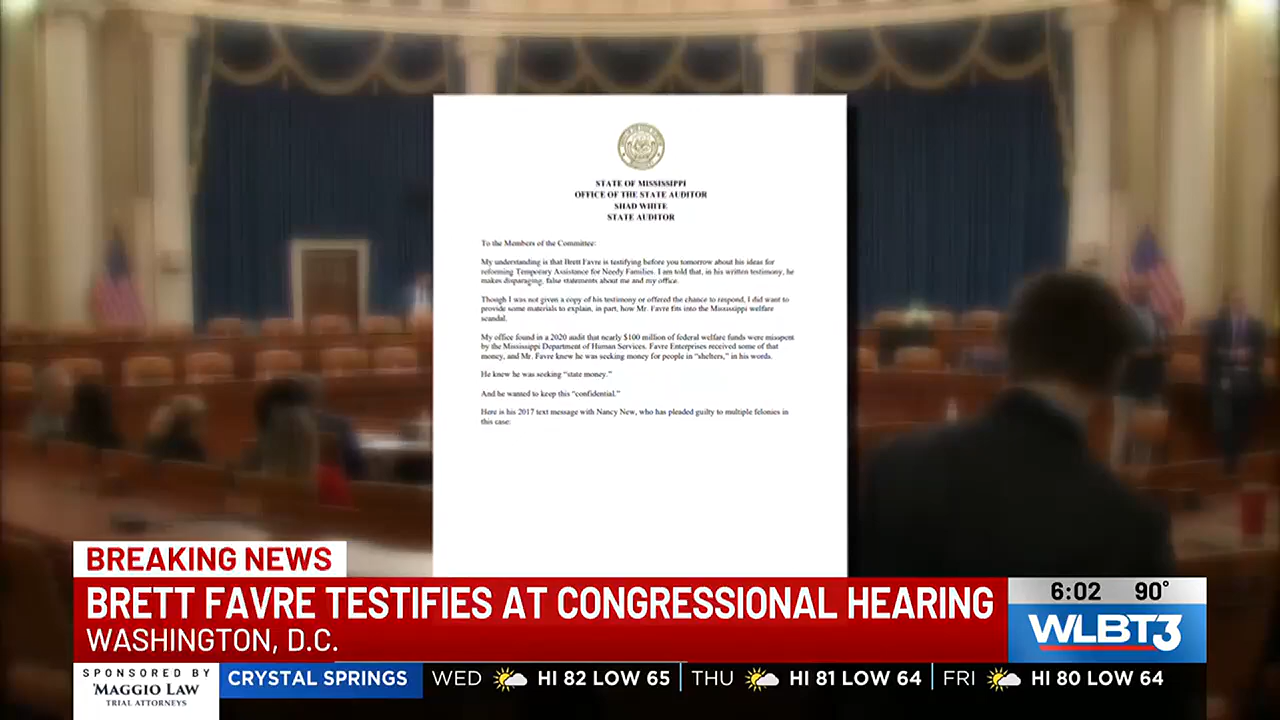 STATE OF MISSISSIPPI
OFFICE OF THE STATE AUDITOR
SHAD WHITE
STATE AUDITOR
To the Members of the Committee:
My understanding is that Brett Favre is testifying before you tomorrow about his ideas for
reforming Temporary Assistance for Needy Families. I am told that, in his written testimony, he
makes disparaging, false statements about me and my office.
Though I was not given a copy of his testimony or offered the chance to respond, I did want to
provide some materials to explain, in part, how Mr. Favre fits into the Mississippi welfare
scandal.
My office found in a 2020 audit that nearly $100 million of federal welfare funds were misspent
by the Mississippi Department of Human Services. Favre Enterprises received some of that
money, and Mr. Favre knew he was seeking money for people in "shelters," in his words.
He knew he was seeking "state money."
And he wanted to keep this "confidential."
Here is his 2017 text message with Nancy New, who has pleaded guilty to multiple felonies in
this case:
BREAKING NEWS
BRETT FAVRE TESTIFIES AT CONGRESSIONAL HEARING
WASHINGTON, D.C.
6:02 90°
WLBT3
SPONSORED BY
MAGGIO LAW
TRIAL ATTORNEYS
CRYSTAL SPRINGS WED HI 82 LOW 65 THU HI 81 LOW 64 FRI HI 80 LOW 64